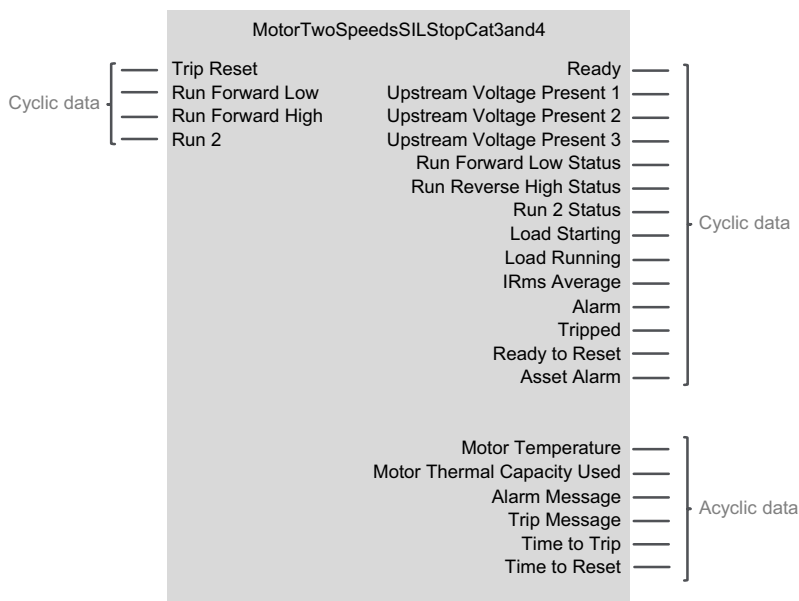 MotorTwoSpeedsSILStopCat3and4
Cyclic data
Trip Reset
Run Forward Low
Run Forward High
Run 2
Ready
Upstream Voltage Present 1
Upstream Voltage Present 2
Upstream Voltage Present 3
Run Forward Low Status
Run Reverse High Status
Run 2 Status
Load Starting
Load Running
IRms Average
Alarm
Tripped
Ready to Reset
Asset Alarm
Cyclic data
Motor Temperature
Motor Thermal Capacity Used
Alarm Message
Trip Message
Time to Trip
Time to Reset
Acyclic data